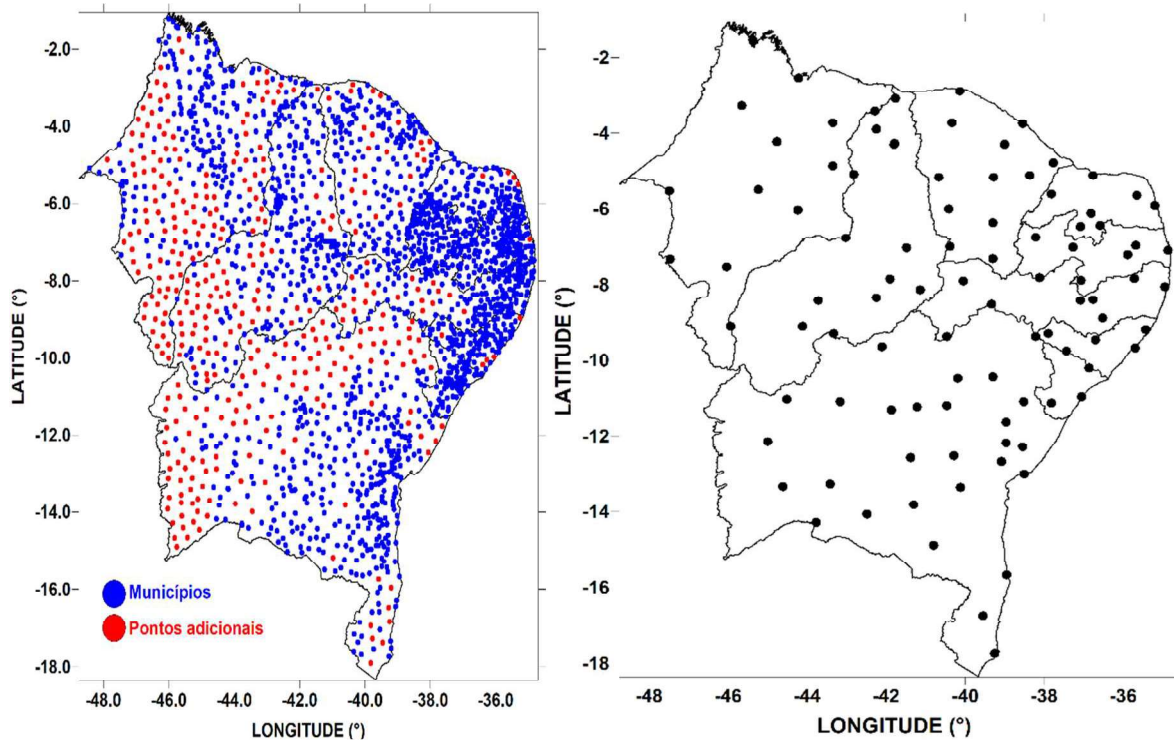 -2.0
-4.0
-6.0
-8.0
-10.0
-12.0
-14.0
-16.0
-18.0
LATITUDE (°)
Municípios
Pontos adicionais
-48.0 -46.0 -44.0 -42.0 -40.0 -38.0 -36.0
LONGITUDE (°)
-2
-4
-6
-8
-10
-12
-14
-16
-18
LATITUDE (°)
-48 -46 -44 -42 -40 -38 -36
LONGITUDE (°)